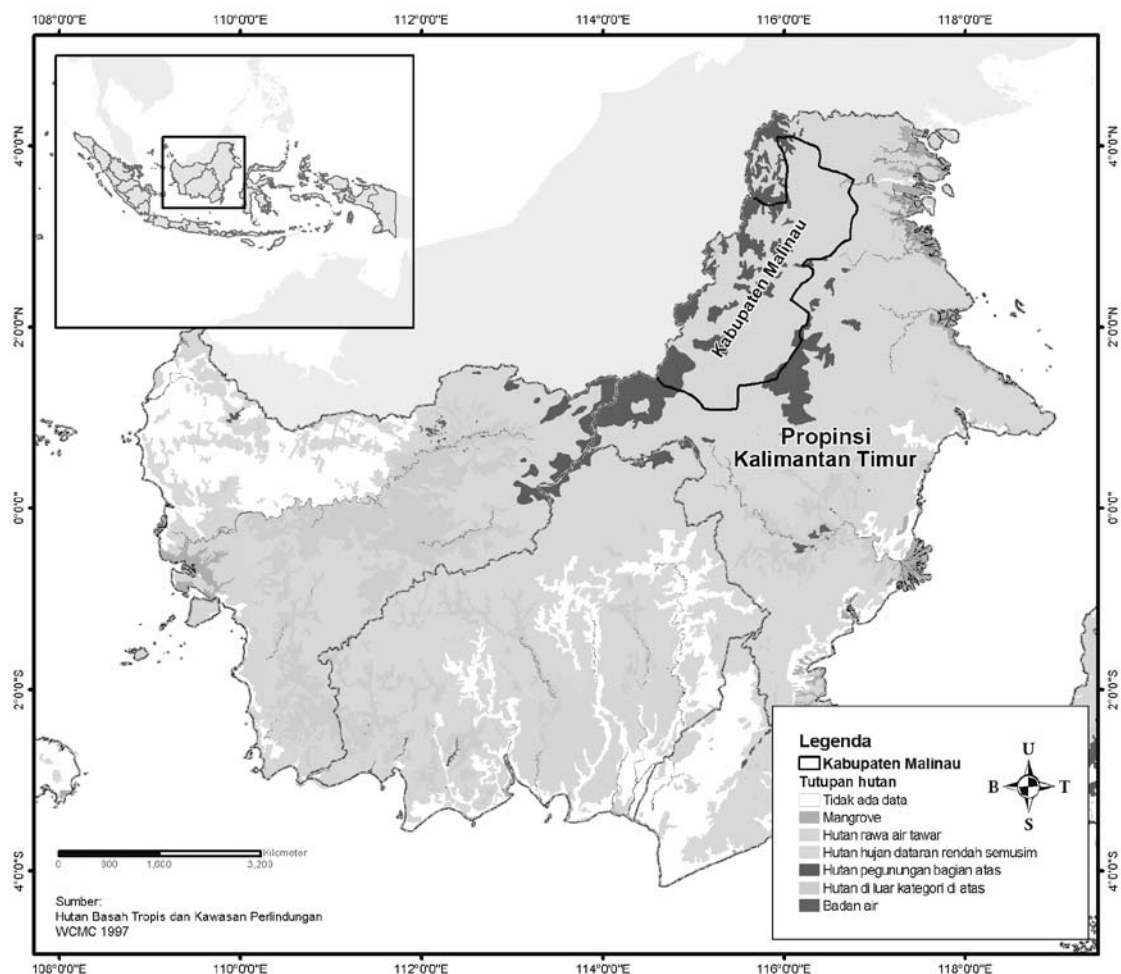 108°0'0"E 110°0'0"E 112°0'0"E 114°0'0"E 116°0'0"E 118°0'0"E
4°0'0"N 4°0'0"N
Kabupaten Malinau
2°0'0"N 2°0'0"N
Propinsi
Kalimantan Timur
0°0'0" 0°0'0"
2°0'0"S 2°0'0"S
Legenda
Kabupaten Malinau
Tutupan hutan
Tidak ada data
Mangrove
Hutan rawa air tawar
Hutan hujan dataran rendah semusim
Hutan pegunungan bagian atas
Hutan di luar kategori di atas
Badan air
U
B T
S
Kilometer
0 800 1,600 3,200
4°0'0"S 4°0'0"S
Sumber:
Hutan Basah Tropis dan Kawasan Perlindungan
WCMC 1997
108°0'0"E 110°0'0"E 112°0'0"E 114°0'0"E 116°0'0"E 118°0'0"E